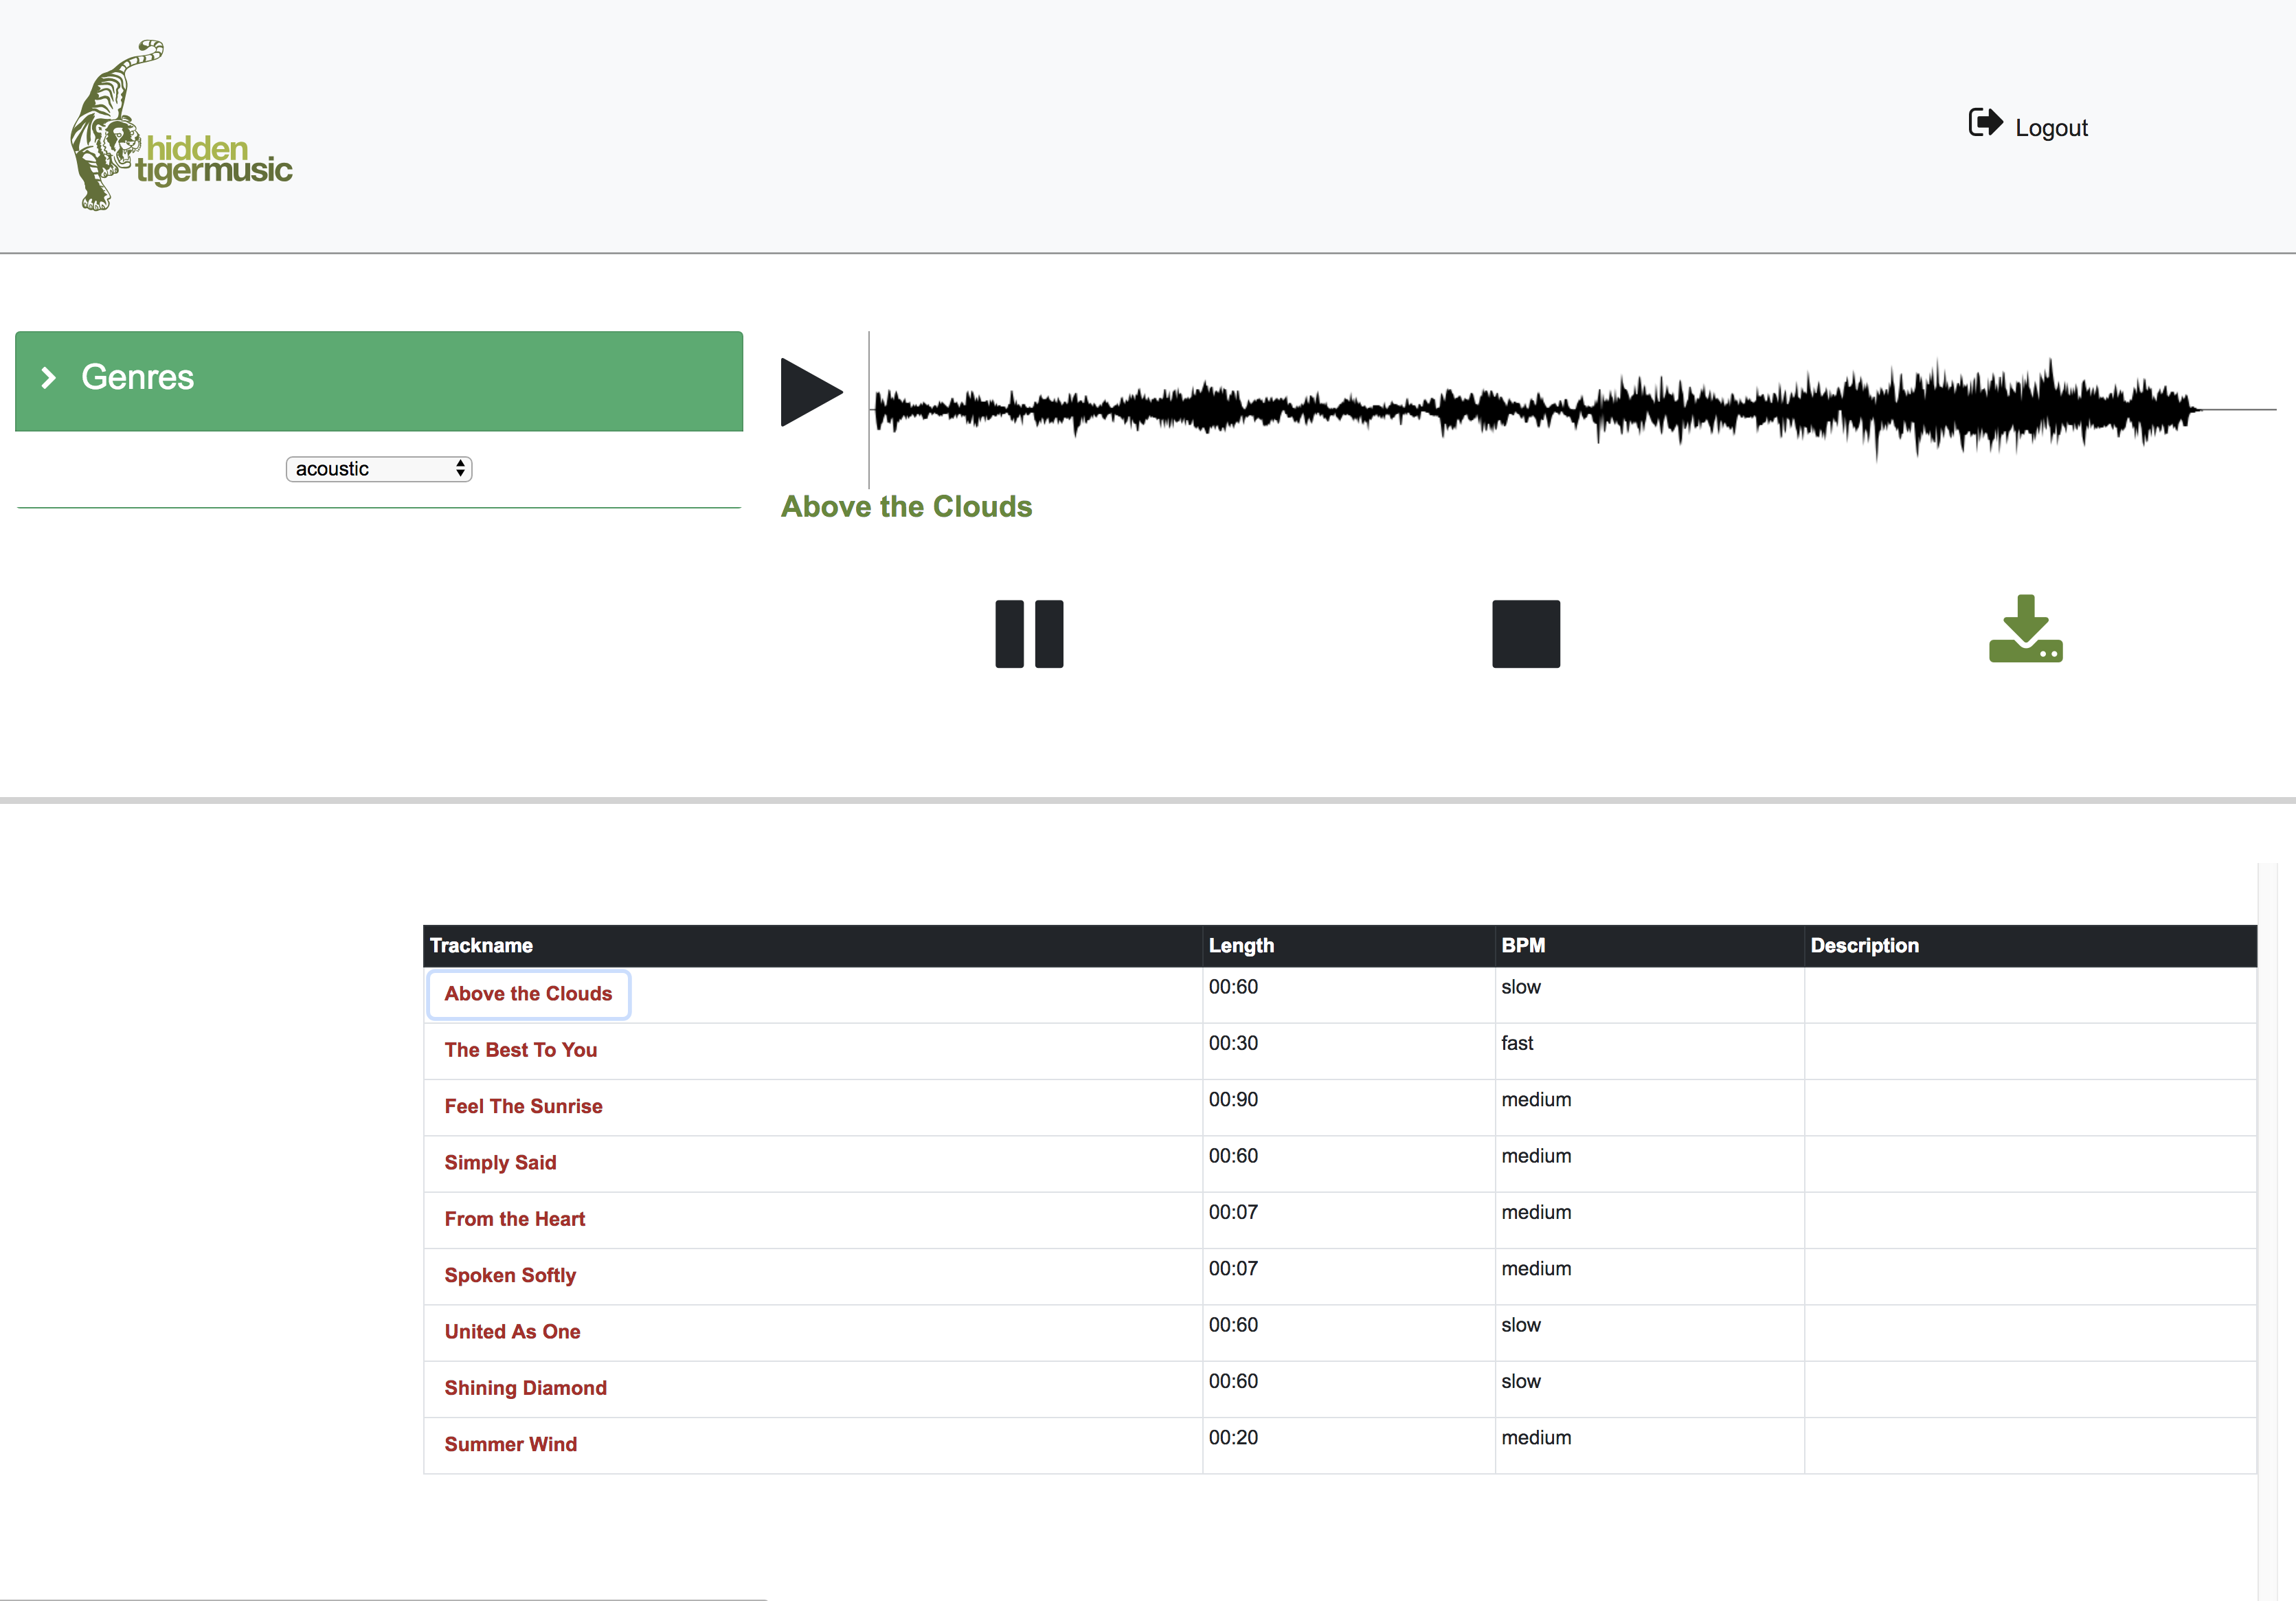 hidden
tigermusic
Logout
Genres
acoustic
Above the Clouds
Trackname Length BPM Description
Above the Clouds 00:60 slow
The Best To You 00:30 fast
Feel The Sunrise 00:90 medium
Simply Said 00:60 medium
From the Heart 00:07 medium
Spoken Softly 00:07 medium
United As One 00:60 slow
Shining Diamond 00:60 slow
Summer Wind 00:20 medium